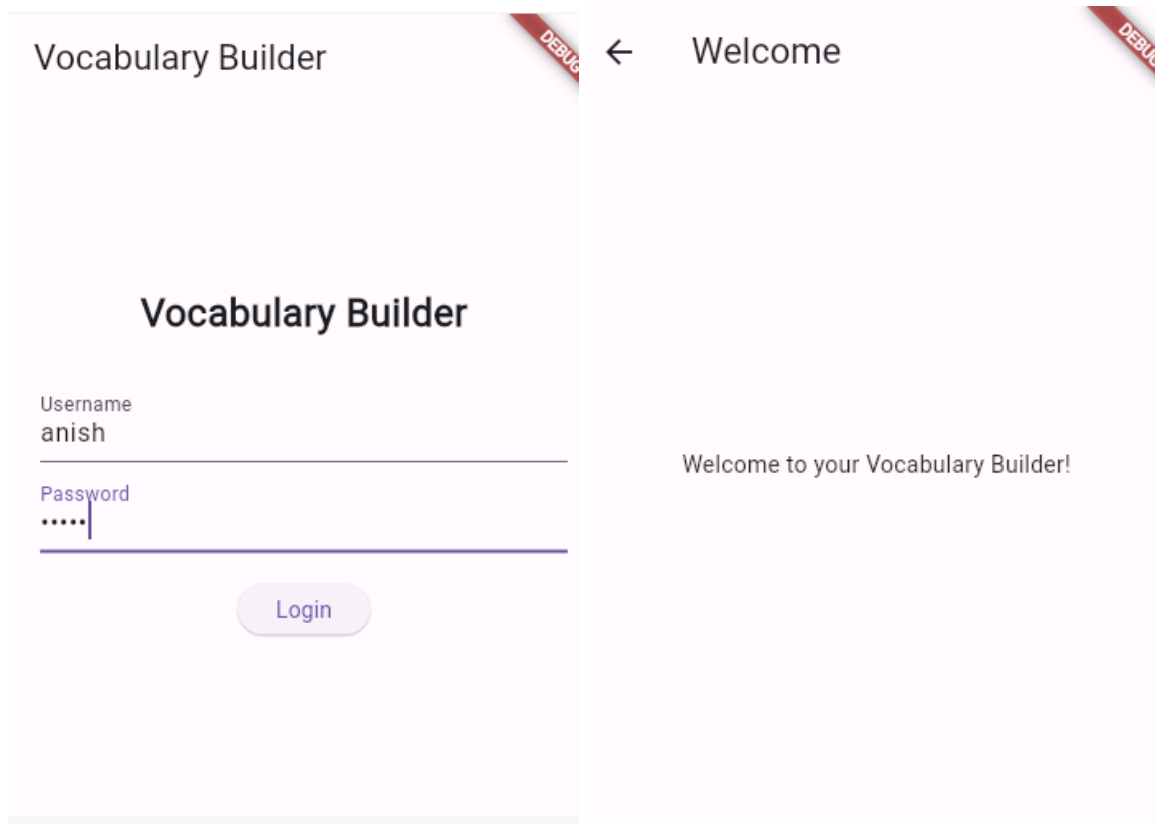 Vocabulary Builder
DEBUG
Vocabulary Builder
Username
anish
Password
•••••
Login
Welcome
DEBUG
Welcome to your Vocabulary Builder!